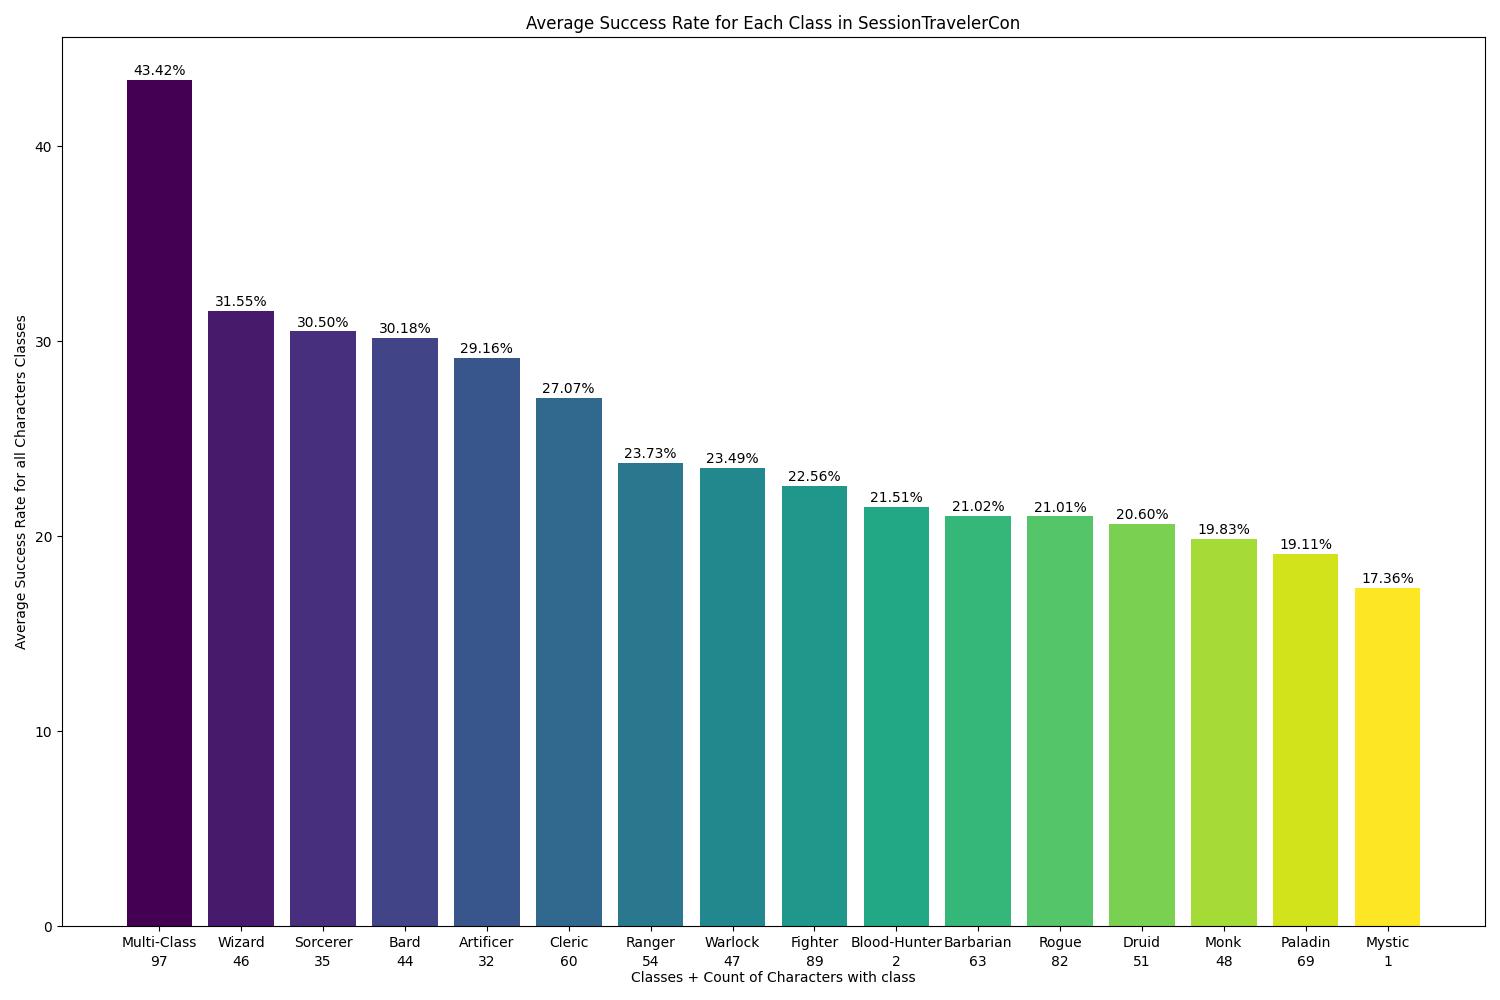 Average Success Rate for Each Class in SessionTravelerCon
Average Success Rate for all Characters Classes
40
30
20
10
0
43.42%
31.55%
30.50%
30.18%
29.16%
27.07%
23.73%
23.49%
22.56%
21.51%
21.02%
21.01%
20.60%
19.83%
19.11%
17.36%
Multi-Class
97
Wizard
46
Sorcerer
35
Bard
44
Artificer
32
Cleric
60
Ranger
54
Warlock
47
Fighter
89
Blood-Hunter
2
Barbarian
63
Rogue
82
Druid
51
Monk
48
Paladin
69
Mystic
1
Classes + Count of Characters with class